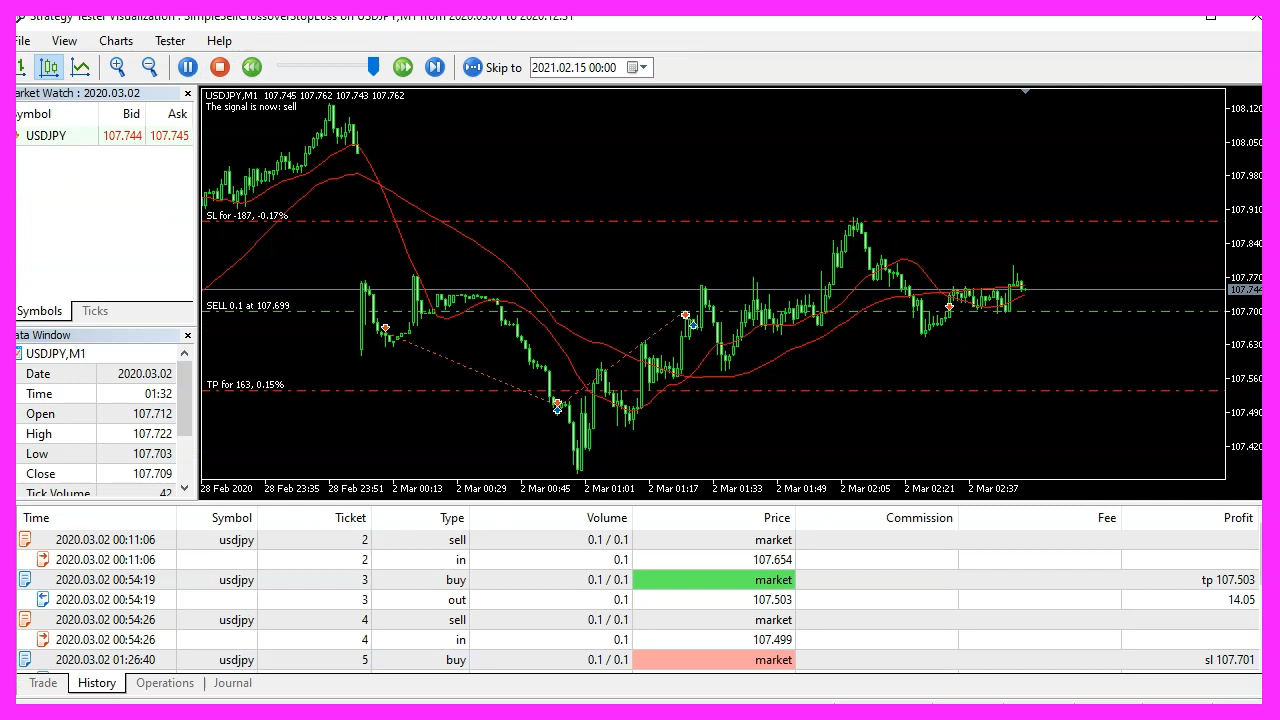 Strategy Tester Visualization : SimpleSellCrossoverStopLoss on USDJPY,M1 from 2020.03.01 to 2020.12.31
File View Charts Tester Help
Skip to 2021.02.15 00:00
Market Watch : 2020.03.02
Symbol Bid Ask
USDJPY 107.744 107.745
Symbols Ticks
Data Window
USDJPY,M1
Date 2020.03.02
Time 01:32
Open 107.712
High 107.722
Low 107.703
Close 107.709
Tick Volume 42
USDJPY,M1 107.745 107.762 107.743 107.762
The signal is now: sell
SL for -187, -0.17%
SELL 0.1 at 107.699
TP for 163, 0.15%
108.120
108.050
107.980
107.910
107.840
107.770
107.744
107.700
107.630
107.560
107.490
107.420
28 Feb 2020 28 Feb 23:35 28 Feb 23:51 2 Mar 00:13 2 Mar 00:29 2 Mar 00:45 2 Mar 01:01 2 Mar 01:17 2 Mar 01:33 2 Mar 01:49 2 Mar 02:05 2 Mar 02:21 2 Mar 02:37
Time Symbol Ticket Type Volume Price Commission Fee Profit
2020.03.02 00:11:06 usdjpy 2 sell 0.1 / 0.1 market
2020.03.02 00:11:06 2 in 0.1 107.654
2020.03.02 00:54:19 usdjpy 3 buy 0.1 / 0.1 market tp 107.503
2020.03.02 00:54:19 3 out 0.1 107.503 14.05
2020.03.02 00:54:26 usdjpy 4 sell 0.1 / 0.1 market
2020.03.02 00:54:26 4 in 0.1 107.499
2020.03.02 01:26:40 usdjpy 5 buy 0.1 / 0.1 market sl 107.701
Trade History Operations Journal